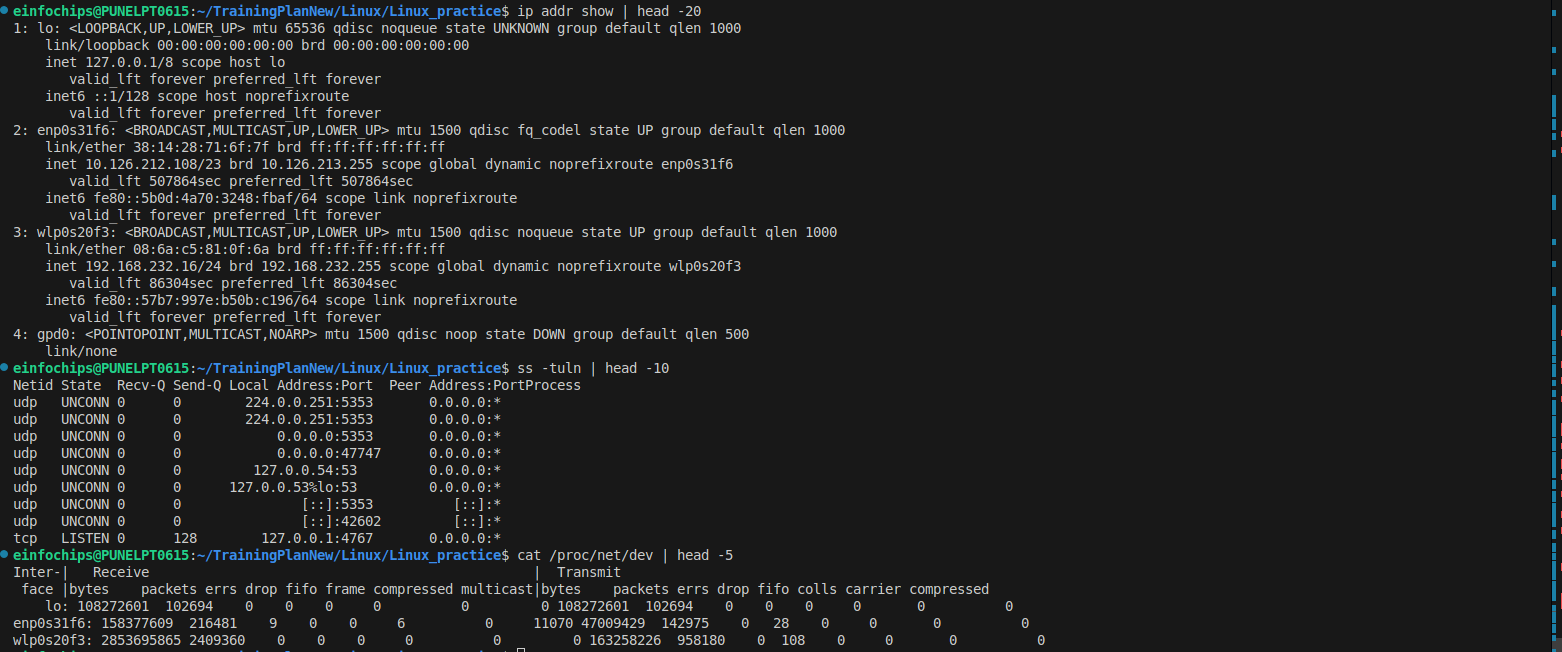 einfochips@PUNELPT0615:~/TrainingPlanNew/Linux/Linux_practice$ ip addr show | head -20
1: lo: <LOOPBACK,UP,LOWER_UP> mtu 65536 qdisc noqueue state UNKNOWN group default qlen 1000
    link/loopback 00:00:00:00:00:00 brd 00:00:00:00:00:00
    inet 127.0.0.1/8 scope host lo
       valid_lft forever preferred_lft forever
    inet6 ::1/128 scope host noprefixroute
       valid_lft forever preferred_lft forever
2: enp0s31f6: <BROADCAST,MULTICAST,UP,LOWER_UP> mtu 1500 qdisc fq_codel state UP group default qlen 1000
    link/ether 38:14:28:71:6f:7f brd ff:ff:ff:ff:ff:ff
    inet 10.126.212.108/23 brd 10.126.213.255 scope global dynamic noprefixroute enp0s31f6
       valid_lft 507864sec preferred_lft 507864sec
    inet6 fe80::5b0d:4a70:3248:fbaf/64 scope link noprefixroute
       valid_lft forever preferred_lft forever
3: wlp0s20f3: <BROADCAST,MULTICAST,UP,LOWER_UP> mtu 1500 qdisc noqueue state UP group default qlen 1000
    link/ether 08:6a:c5:81:0f:6a brd ff:ff:ff:ff:ff:ff
    inet 192.168.232.16/24 brd 192.168.232.255 scope global dynamic noprefixroute wlp0s20f3
       valid_lft 86304sec preferred_lft 86304sec
    inet6 fe80::57b7:997e:b50b:c196/64 scope link noprefixroute
       valid_lft forever preferred_lft forever
4: gpd0: <POINTOPOINT,MULTICAST,NOARP> mtu 1500 qdisc noop state DOWN group default qlen 500
    link/none
einfochips@PUNELPT0615:~/TrainingPlanNew/Linux/Linux_practice$ ss -tuln | head -10
Netid State  Recv-Q Send-Q Local Address:Port  Peer Address:PortProcess
udp   UNCONN 0      0        224.0.0.251:5353       0.0.0.0:*
udp   UNCONN 0      0        224.0.0.251:5353       0.0.0.0:*
udp   UNCONN 0      0            0.0.0.0:5353       0.0.0.0:*
udp   UNCONN 0      0            0.0.0.0:47747      0.0.0.0:*
udp   UNCONN 0      0         127.0.0.54:53         0.0.0.0:*
udp   UNCONN 0      0      127.0.0.53%lo:53         0.0.0.0:*
udp   UNCONN 0      0               [::]:5353          [::]:*
udp   UNCONN 0      0               [::]:42602         [::]:*
tcp   LISTEN 0      128        127.0.0.1:4767       0.0.0.0:*
einfochips@PUNELPT0615:~/TrainingPlanNew/Linux/Linux_practice$ cat /proc/net/dev | head -5
Inter-|   Receive                                                |  Transmit
 face |bytes    packets errs drop fifo frame compressed multicast|bytes    packets errs drop fifo colls carrier compressed
    lo: 108272601  102694    0    0    0     0          0         0 108272601  102694    0    0    0     0       0          0
enp0s31f6: 158377609  216481    9    0    0     6          0     11070 47009429  142975    0   28    0     0       0          0
wlp0s20f3: 2853695865 2409360    0    0    0     0          0         0 163258226  958180    0  108    0     0       0          0